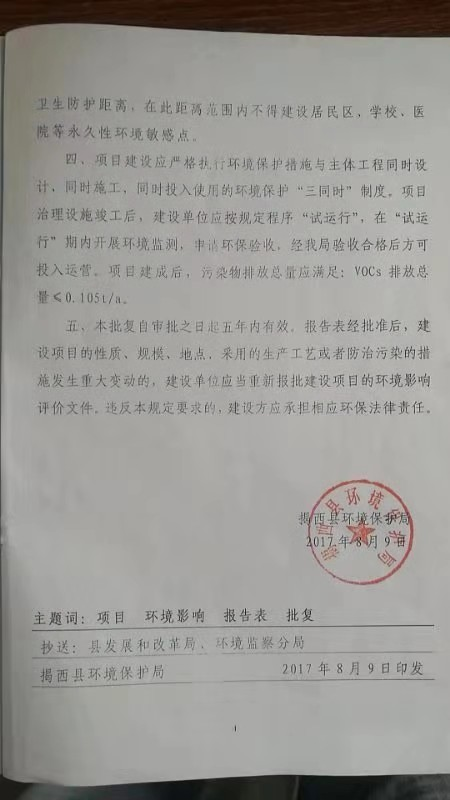 卫生防护距离，在此距离范围内不得建设居民区，学校、医
院等永久性环境敏感点。
四、项目建设应严格执行环境保护措施与主体工程同时设
计，同时施工，同时投入使用的环境保护“三同时”制度。项目
治理设施竣工后，建设单位应按规定程序“试运行”，在“试运
行”期内开展环境监测，申请环保验收，经我局验收合格后方可
投入运营。项目建成后，污染物排放总量应满足：VOCs 排放总
量≤0.105t/a。
五、本批复自审批之日起五年内有效。报告表经批准后，建
设项目的性质、规模、地点、采用的生产工艺或者防治污染的措
施发生重大变动的，建设单位应当重新报批建设项目的环境影响
评价文件。违反本规定要求的，建设方应承担相应环保法律责任。
揭西县环境保护局
揭西县环境保护局
2017 年 8 月 9 日
主题词：项目 环境影响 报告表 批复
抄送：县发展和改革局、环境监察分局
揭西县环境保护局 2017 年 8 月 9 日印发
4